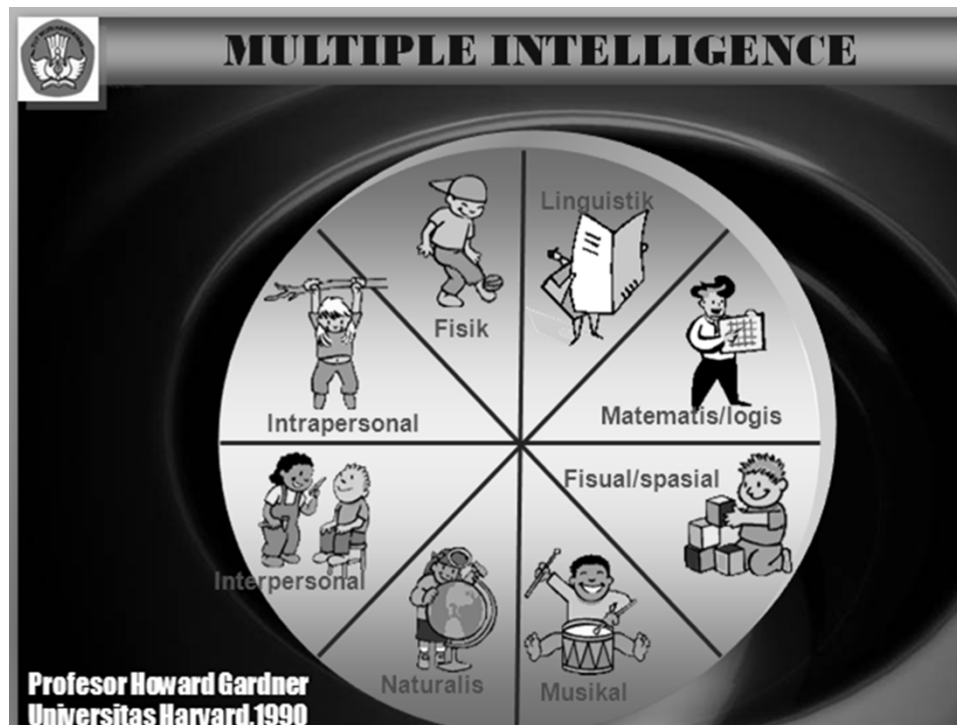 MULTIPLE INTELLIGENCE
Linguistik
Fisik
Matematis/logis
Intrapersonal
Fisual/spasial
Interpersonal
Naturalis
Musikal
Profesor Howard Gardner
Universitas Harvard,1990